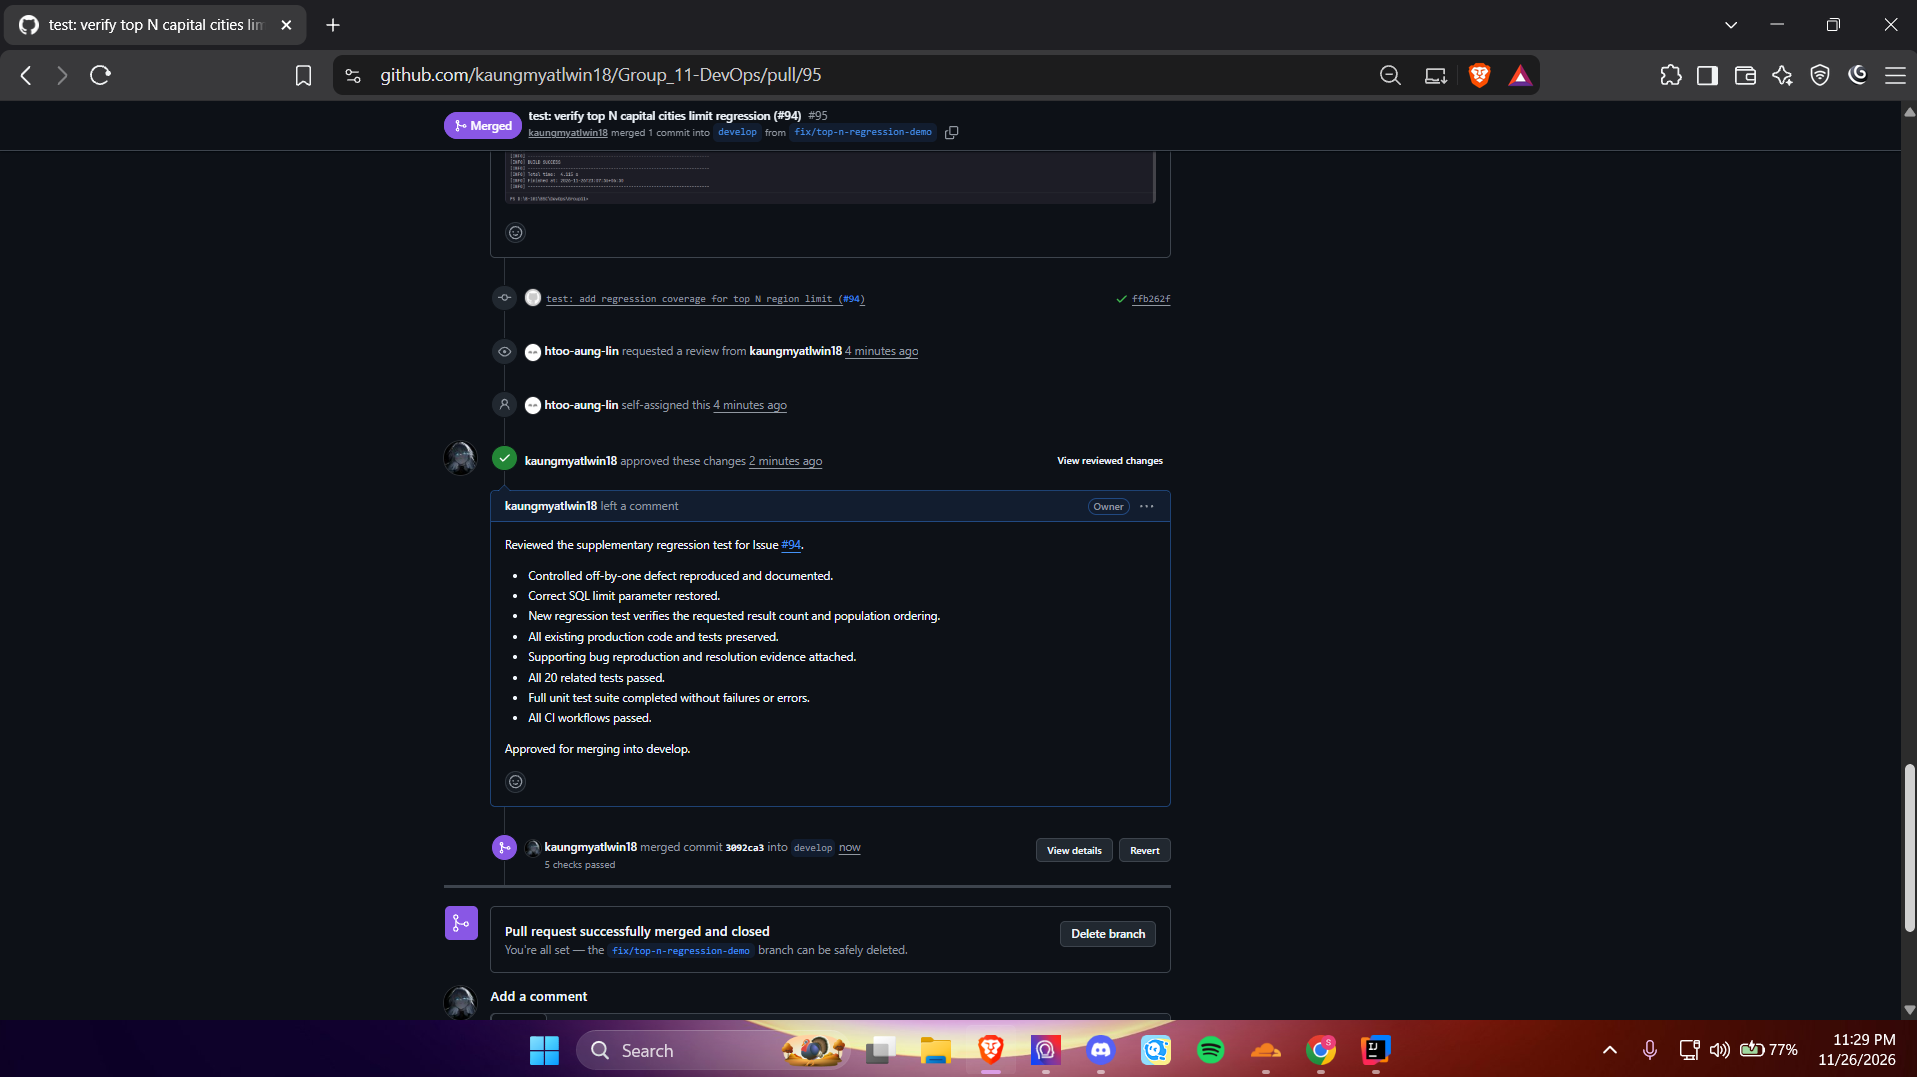 test: verify top N capital cities lim
github.com/kaungmyatlwin18/Group_11-DevOps/pull/95
Merged
test: verify top N capital cities limit regression (#94) #95
kaungmyatlwin18 merged 1 commit into develop from fix/top-n-regression-demo
[INFO] BUILD SUCCESS
test: add regression coverage for top N region limit (#94)
ffb262f
htoo-aung-lin requested a review from kaungmyatlwin18 4 minutes ago
htoo-aung-lin self-assigned this 4 minutes ago
kaungmyatlwin18 approved these changes 2 minutes ago
View reviewed changes
kaungmyatlwin18 left a comment
Owner
Reviewed the supplementary regression test for Issue #94.
• Controlled off-by-one defect reproduced and documented.
• Correct SQL limit parameter restored.
• New regression test verifies the requested result count and population ordering.
• All existing production code and tests preserved.
• Supporting bug reproduction and resolution evidence attached.
• All 20 related tests passed.
• Full unit test suite completed without failures or errors.
• All CI workflows passed.
Approved for merging into develop.
kaungmyatlwin18 merged commit 3092ca3 into develop now
5 checks passed
View details
Revert
Pull request successfully merged and closed
You're all set — the fix/top-n-regression-demo branch can be safely deleted.
Delete branch
Add a comment
Search
77%
11:29 PM
11/26/2026